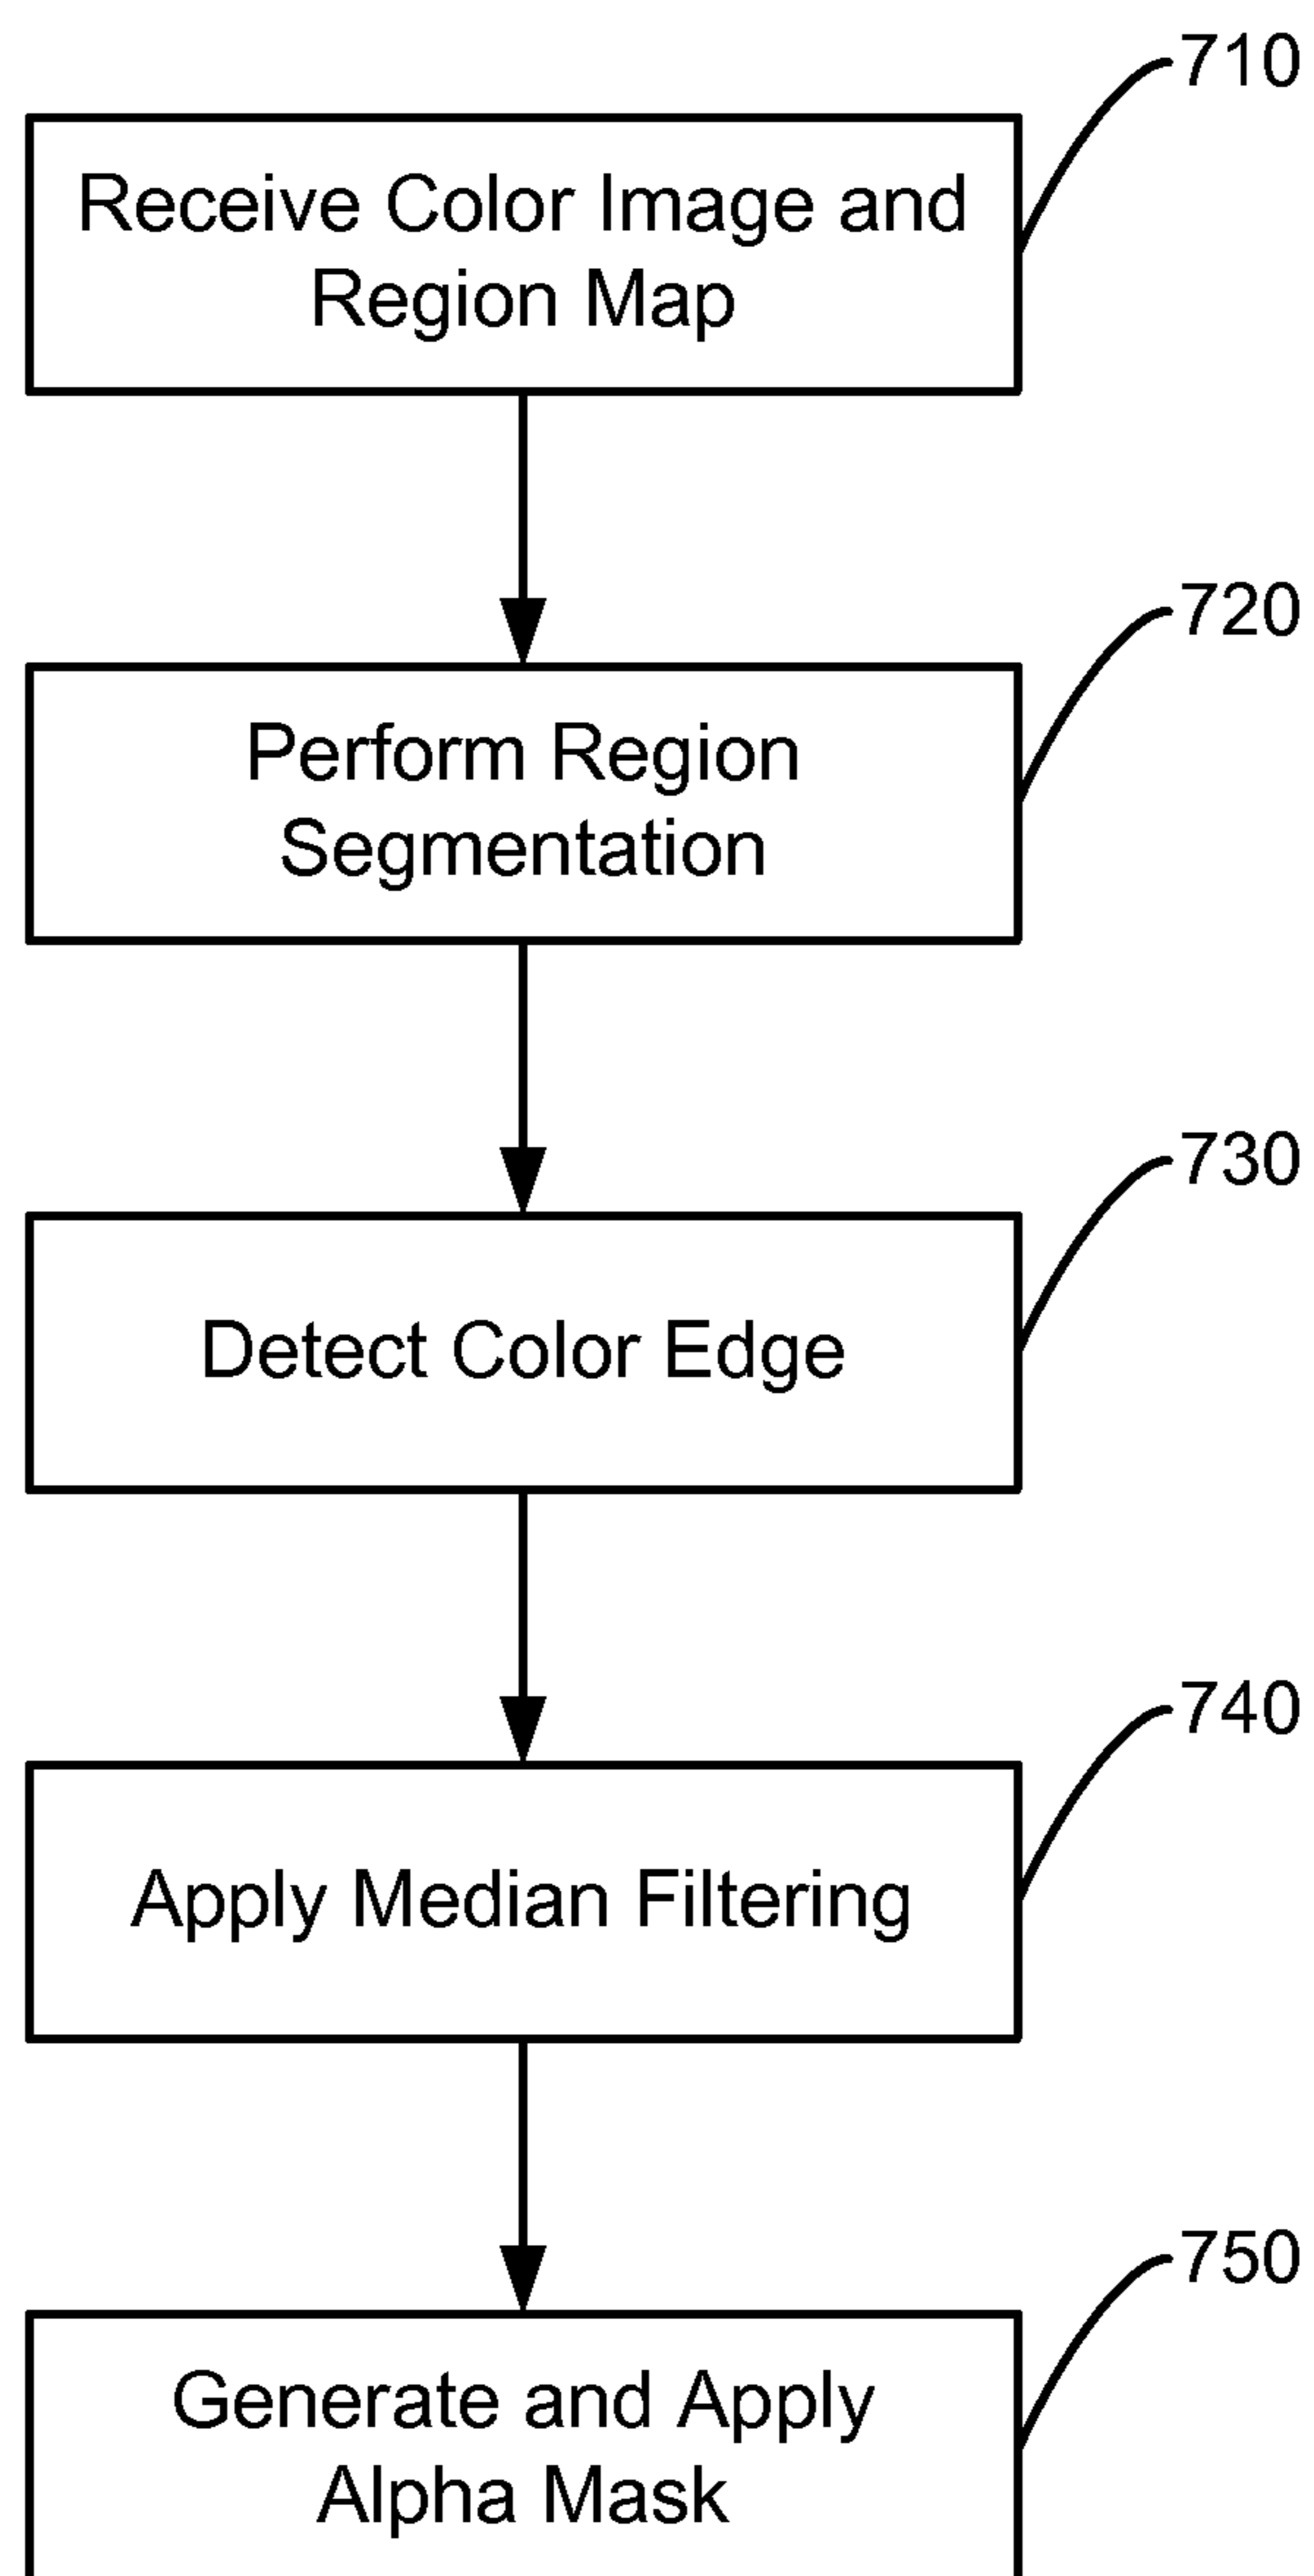 710
Receive Color Image and
Region Map
720
Perform Region
Segmentation
730
Detect Color Edge
740
Apply Median Filtering
750
Generate and Apply
Alpha Mask